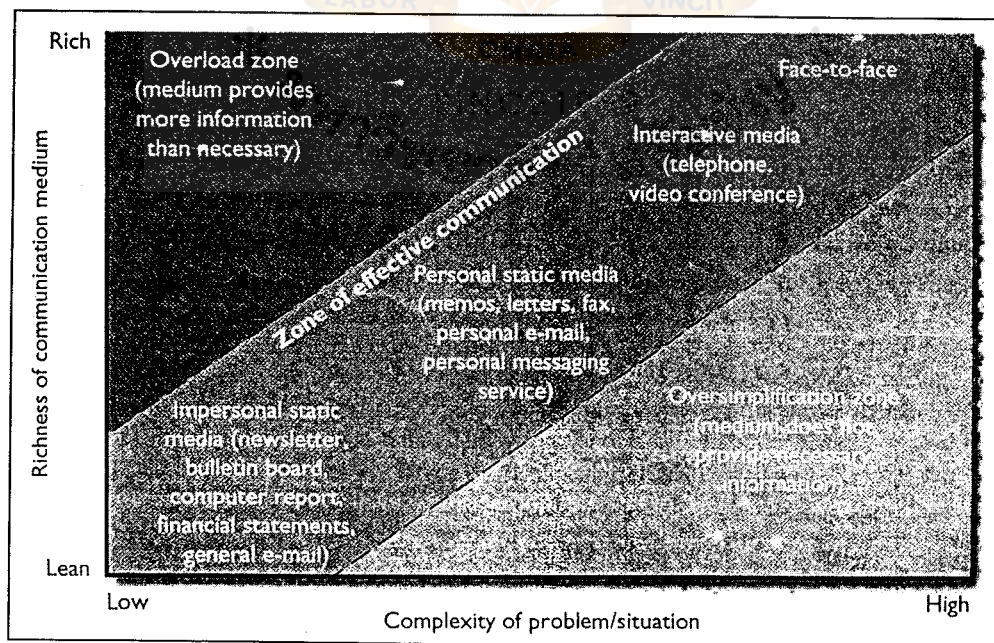 LABOR
VINCIT
OMNIA
Rich
Overload zone
(medium provides
more information
than necessary)
Face-to-face
Interactive media
(telephone,
video conference)
Zone of effective communication
Personal static media
(memos, letters, fax,
personal e-mail,
personal messaging
service)
Impersonal static
media (newsletter,
bulletin board,
computer report,
financial statements,
general e-mail)
Oversimplification zone
(medium does not
provide necessary
information)
Richness of communication medium
Lean
Low
High
Complexity of problem/situation